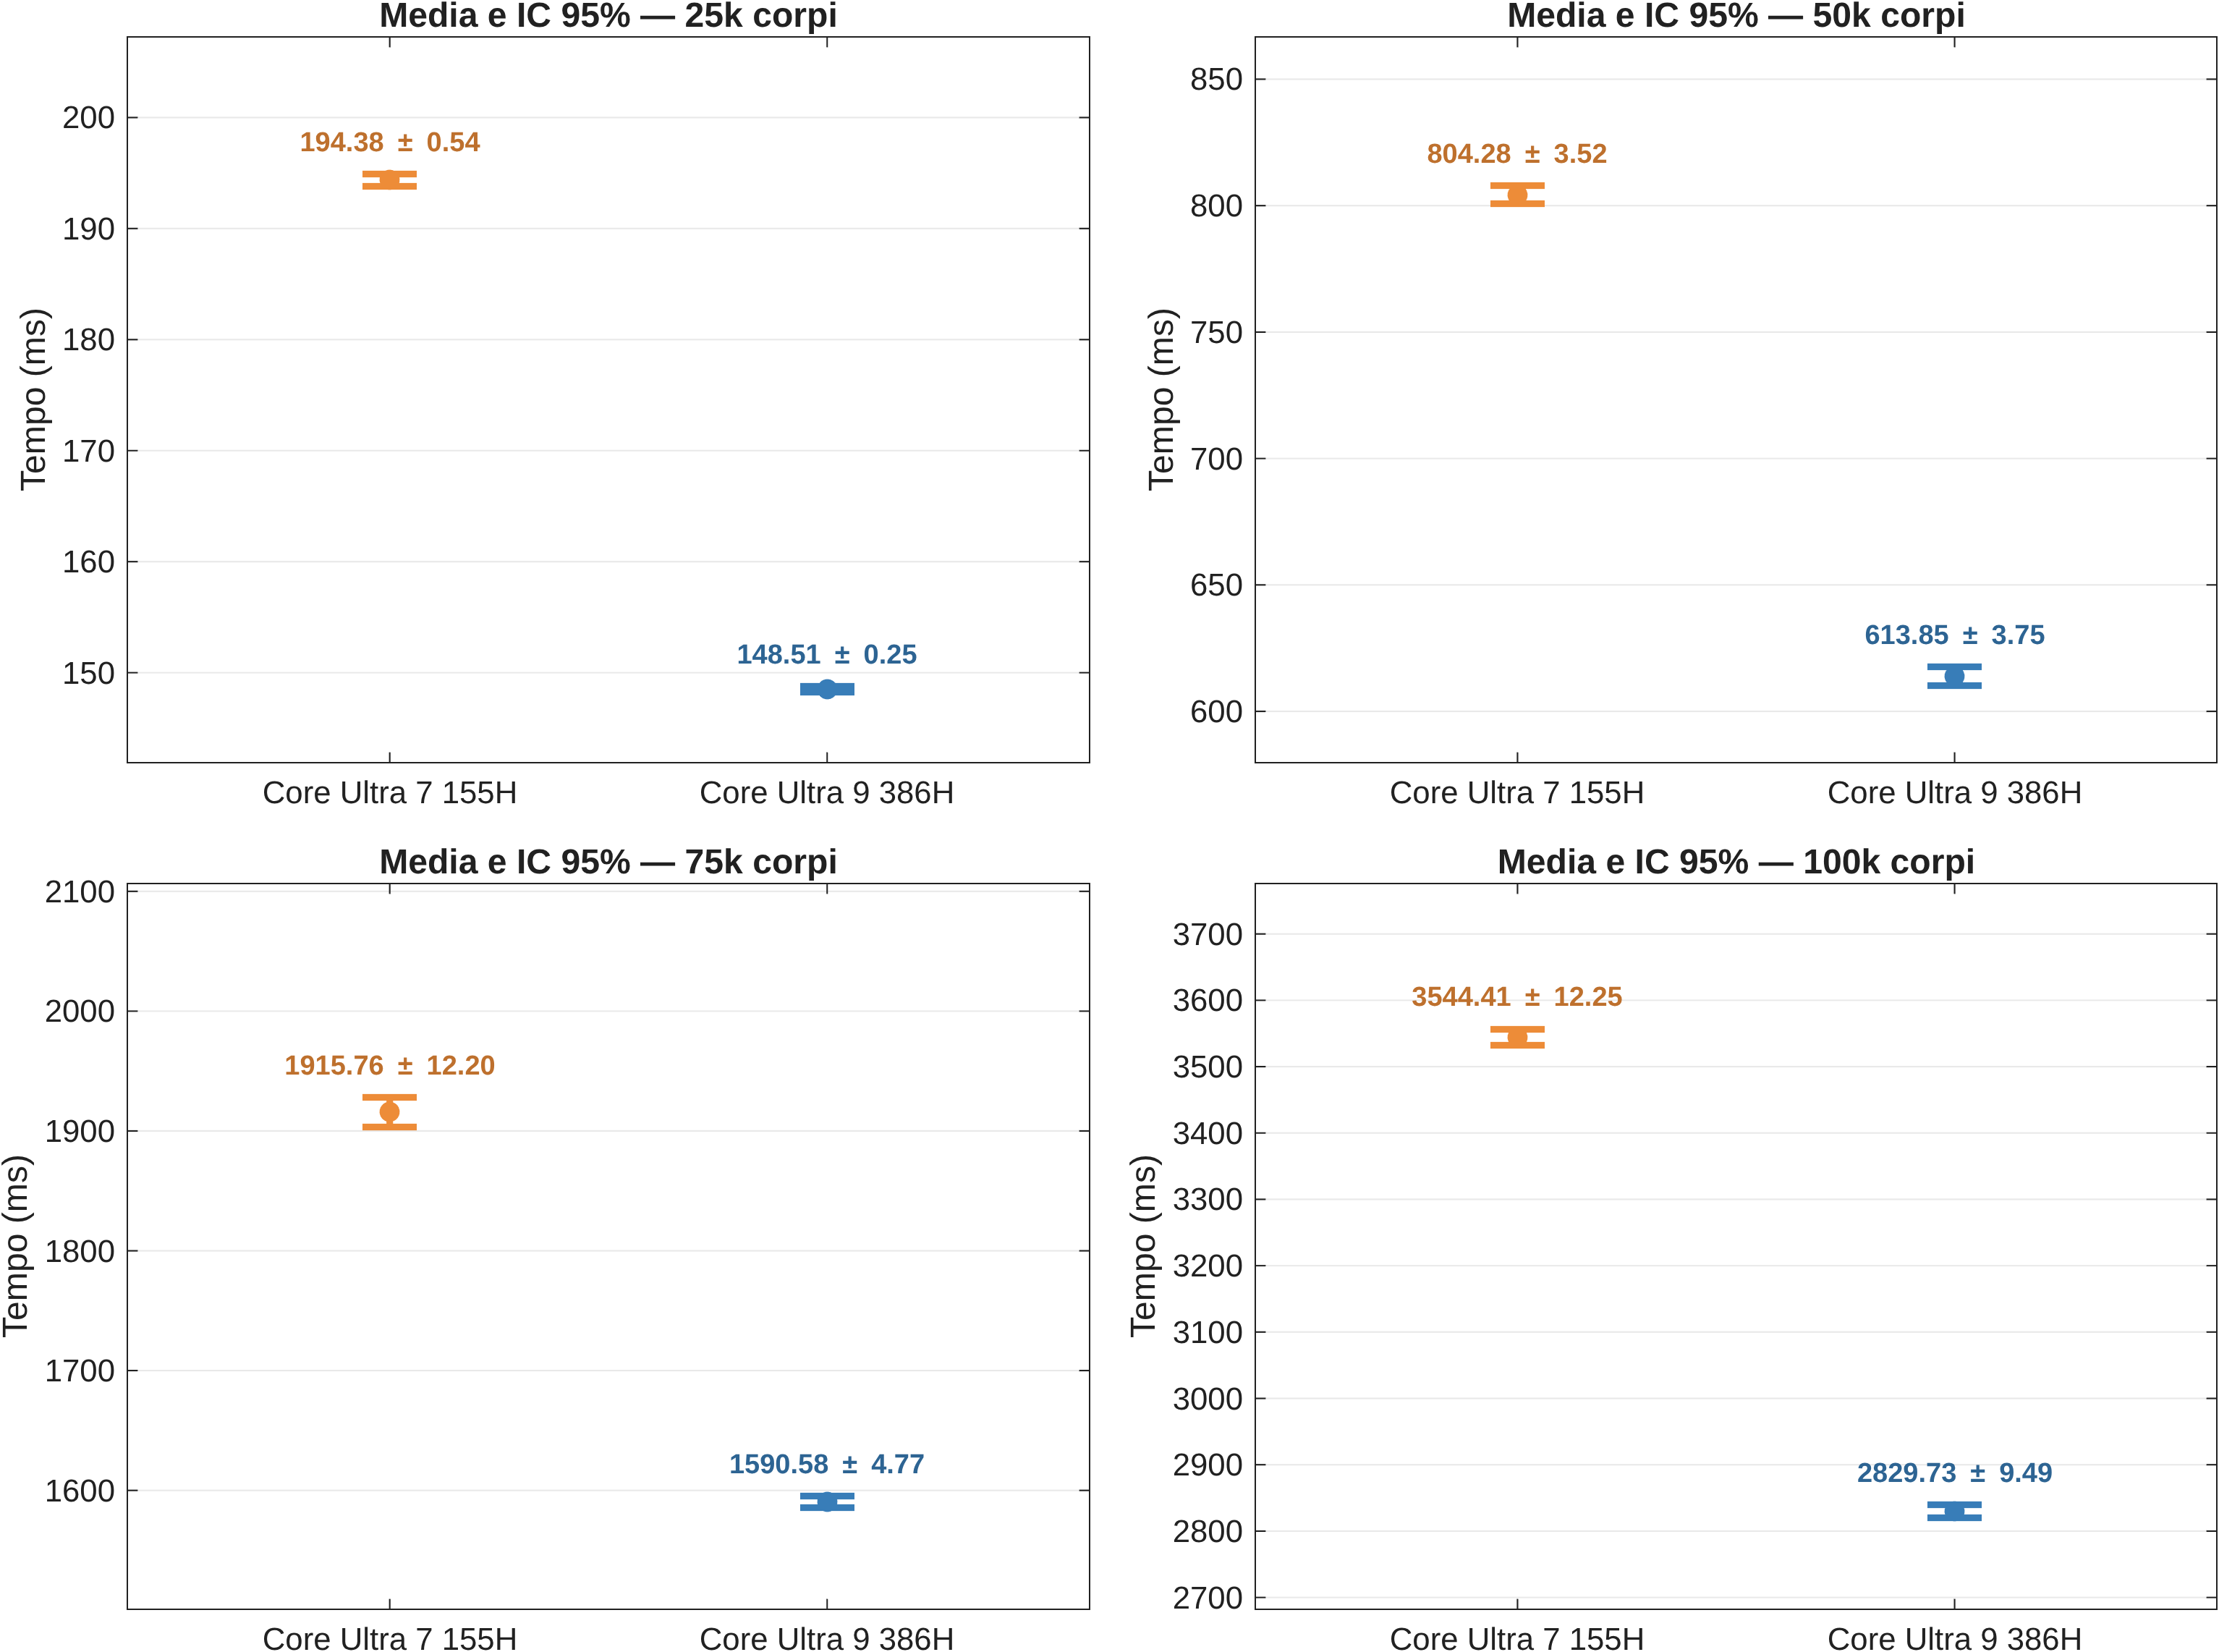 Media e IC 95% — 25k corpi
Tempo (ms)
200
190
180
170
160
150
194.38 ± 0.54
148.51 ± 0.25
Core Ultra 7 155H
Core Ultra 9 386H
Media e IC 95% — 50k corpi
Tempo (ms)
850
800
750
700
650
600
804.28 ± 3.52
613.85 ± 3.75
Core Ultra 7 155H
Core Ultra 9 386H
Media e IC 95% — 75k corpi
Tempo (ms)
2100
2000
1900
1800
1700
1600
1915.76 ± 12.20
1590.58 ± 4.77
Core Ultra 7 155H
Core Ultra 9 386H
Media e IC 95% — 100k corpi
Tempo (ms)
3700
3600
3500
3400
3300
3200
3100
3000
2900
2800
2700
3544.41 ± 12.25
2829.73 ± 9.49
Core Ultra 7 155H
Core Ultra 9 386H